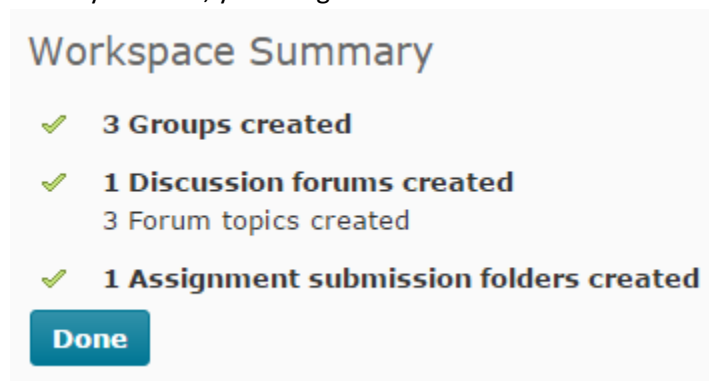 Workspace Summary
3 Groups created
1 Discussion forums created
3 Forum topics created
1 Assignment submission folders created
Done